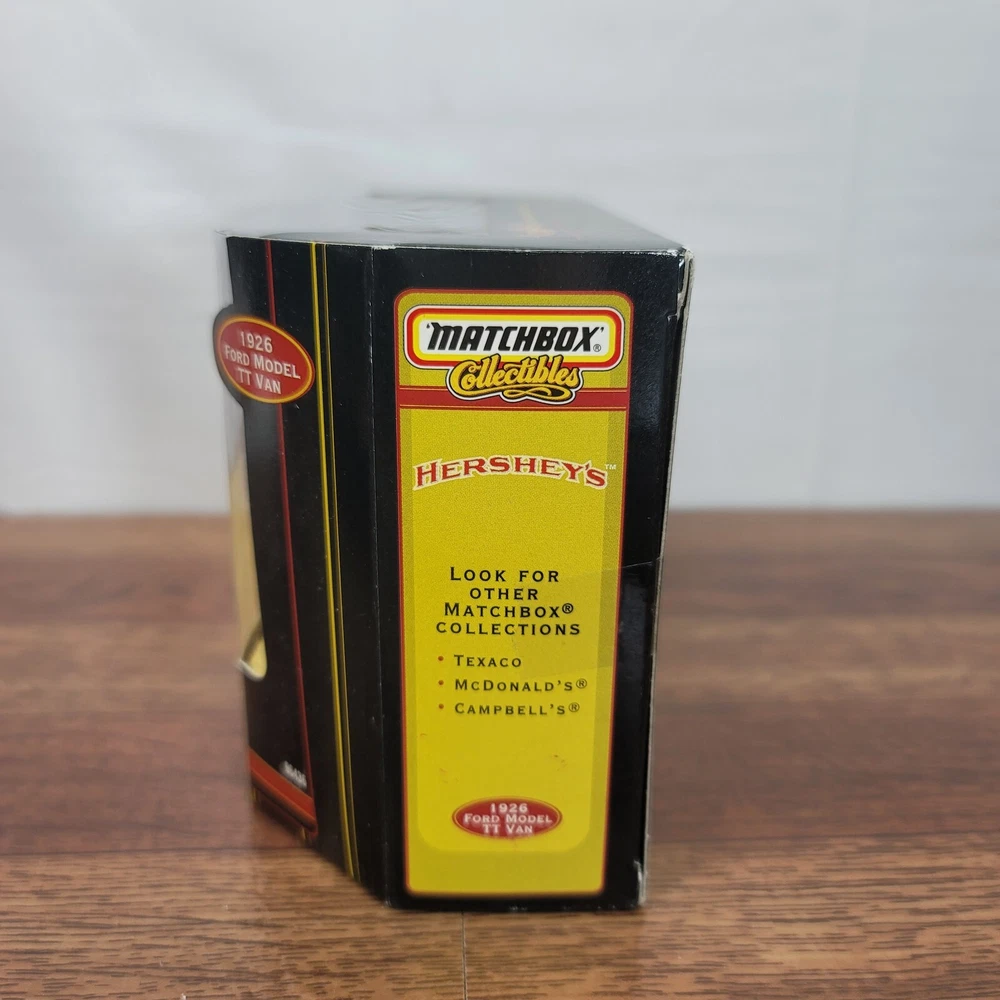 1926
FORD MODEL
TT VAN
MATCHBOX®
Collectibles
HERSHEY'S™
LOOK FOR
OTHER
MATCHBOX®
COLLECTIONS
• TEXACO
• MCDONALD'S®
• CAMPBELL'S®
1926
FORD MODEL
TT VAN